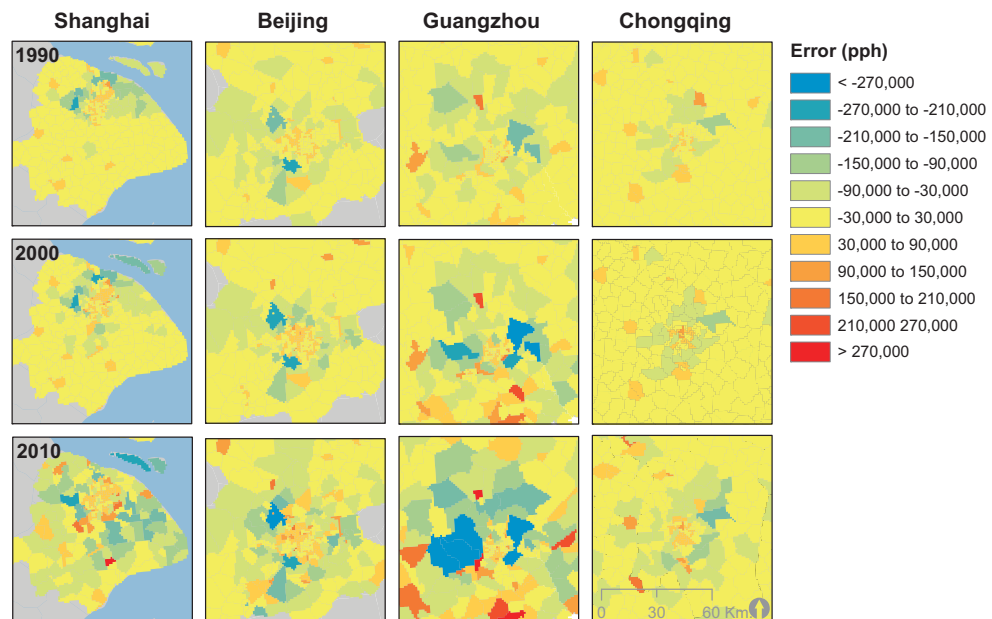 Shanghai Beijing Guangzhou Chongqing
1990
2000
2010
0 30 60 Km
Error (pph)
< -270,000
-270,000 to -210,000
-210,000 to -150,000
-150,000 to -90,000
-90,000 to -30,000
-30,000 to 30,000
30,000 to 90,000
90,000 to 150,000
150,000 to 210,000
210,000 270,000
> 270,000